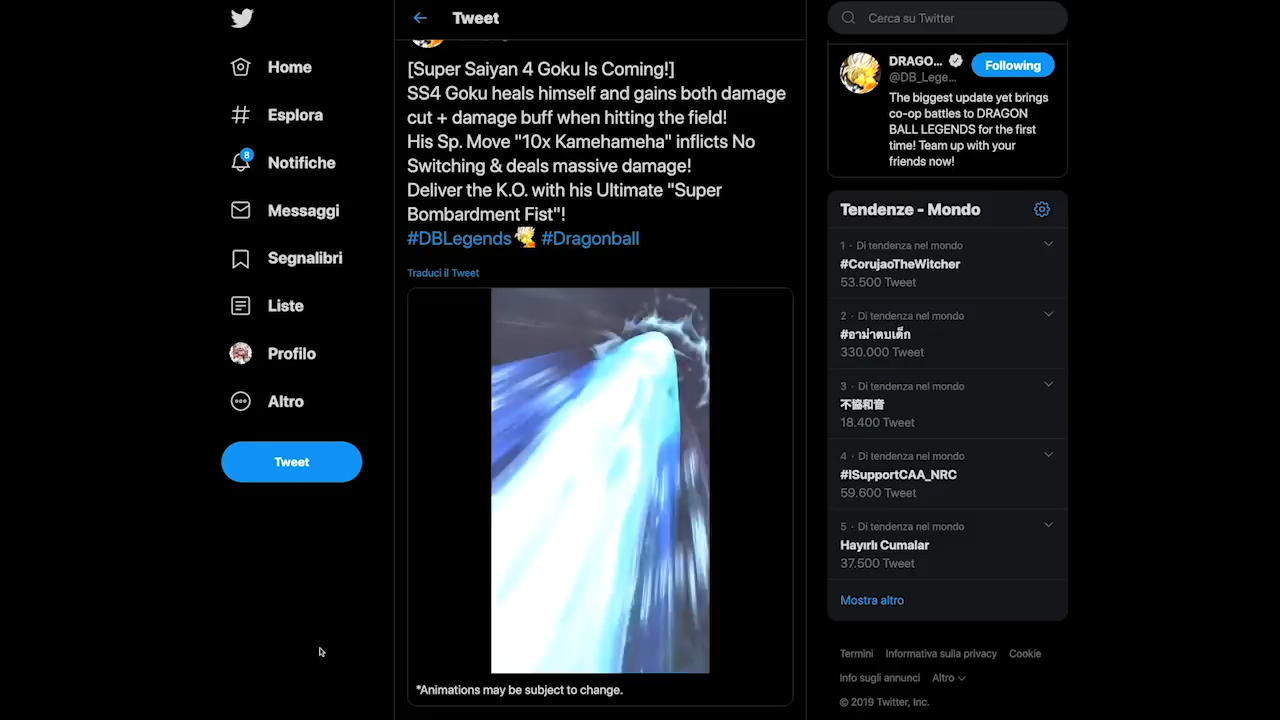 Home
Esplora
8
Notifiche
Messaggi
Segnalibri
Liste
Profilo
Altro
Tweet
Tweet
[Super Saiyan 4 Goku Is Coming!]
SS4 Goku heals himself and gains both damage
cut + damage buff when hitting the field!
His Sp. Move "10x Kamehameha" inflicts No
Switching & deals massive damage!
Deliver the K.O. with his Ultimate "Super
Bombardment Fist"!
#DBLegends #Dragonball
Traduci il Tweet
*Animations may be subject to change.
Cerca su Twitter
DRAGO...
@DB_Lege...
Following
The biggest update yet brings
co-op battles to DRAGON
BALL LEGENDS for the first
time! Team up with your
friends now!
Tendenze - Mondo
1 · Di tendenza nel mondo
#CorujaoTheWitcher
53.500 Tweet
2 · Di tendenza nel mondo
#อาม่าตบเด็ก
330.000 Tweet
3 · Di tendenza nel mondo
不協和音
18.400 Tweet
4 · Di tendenza nel mondo
#ISupportCAA_NRC
59.600 Tweet
5 · Di tendenza nel mondo
Hayırlı Cumalar
37.500 Tweet
Mostra altro
Termini Informativa sulla privacy Cookie
Info sugli annunci Altro
© 2019 Twitter, Inc.